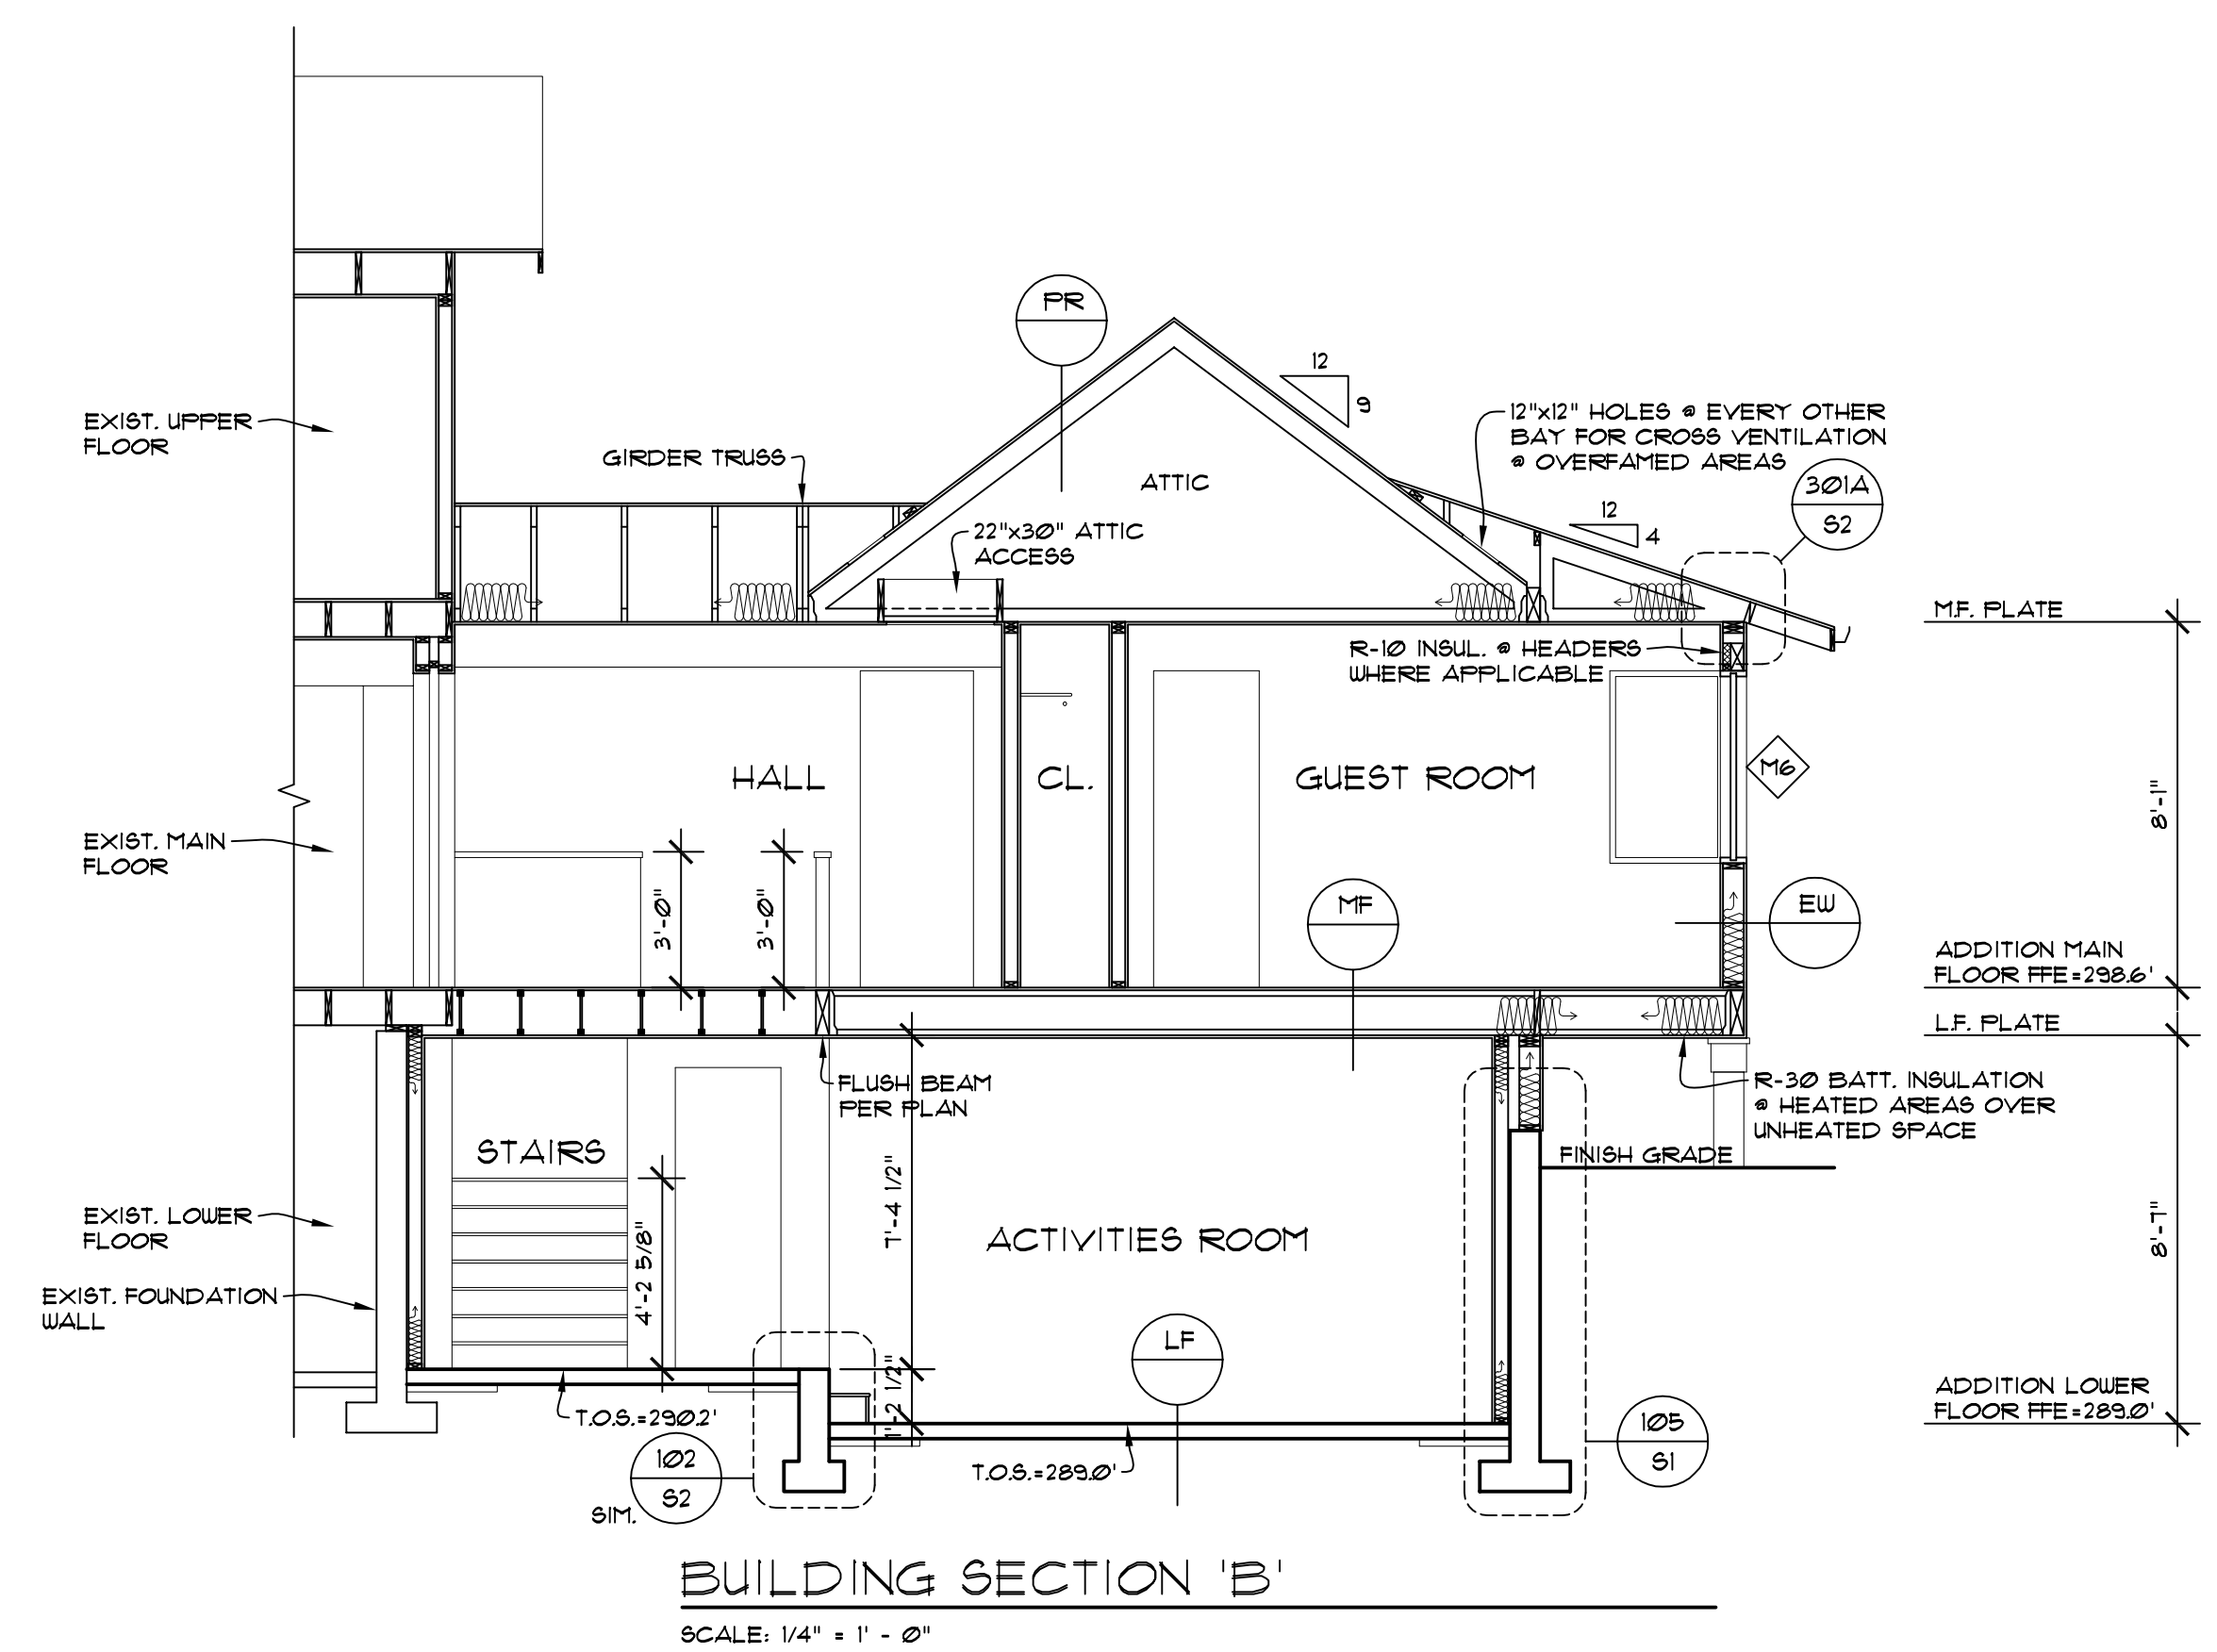 PR
12
9
EXIST. UPPER
FLOOR
GIRDER TRUSS
12"x12" HOLES @ EVERY OTHER
BAY FOR CROSS VENTILATION
@ OVERFAMED AREAS
ATTIC
301A
S2
12
4
22"x30" ATTIC
ACCESS
M.F. PLATE
R-10 INSUL. @ HEADERS
WHERE APPLICABLE
HALL
CL.
GUEST ROOM
M6
8'-1"
EXIST. MAIN
FLOOR
3'-0"
3'-0"
MF
EW
ADDITION MAIN
FLOOR FFE=298.6'
L.F. PLATE
FLUSH BEAM
PER PLAN
R-30 BATT. INSULATION
@ HEATED AREAS OVER
UNHEATED SPACE
STAIRS
FINISH GRADE
7'-4 1/2"
EXIST. LOWER
FLOOR
4'-2 5/8"
ACTIVITIES ROOM
8'-7"
EXIST. FOUNDATION
WALL
LF
1'-2 1/2"
ADDITION LOWER
FLOOR FFE=289.0'
T.O.S.=290.2'
105
S1
102
S2
SIM.
T.O.S.=289.0'
BUILDING SECTION 'B'
SCALE: 1/4" = 1' - 0"